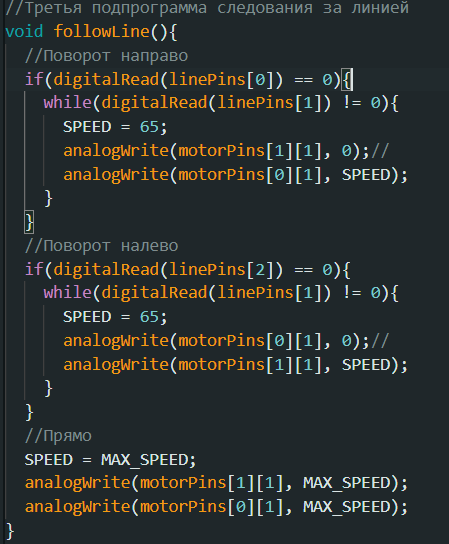 //Третья подпрограмма следования за линией
void followLine(){
  //Поворот направо
  if(digitalRead(linePins[0]) == 0){
    while(digitalRead(linePins[1]) != 0){
      SPEED = 65;
      analogWrite(motorPins[1][1], 0);//
      analogWrite(motorPins[0][1], SPEED);
    }
  }
  //Поворот налево
  if(digitalRead(linePins[2]) == 0){
    while(digitalRead(linePins[1]) != 0){
      SPEED = 65;
      analogWrite(motorPins[0][1], 0);//
      analogWrite(motorPins[1][1], SPEED);
    }
  }
  //Прямо
  SPEED = MAX_SPEED;
  analogWrite(motorPins[1][1], MAX_SPEED);
  analogWrite(motorPins[0][1], MAX_SPEED);
}